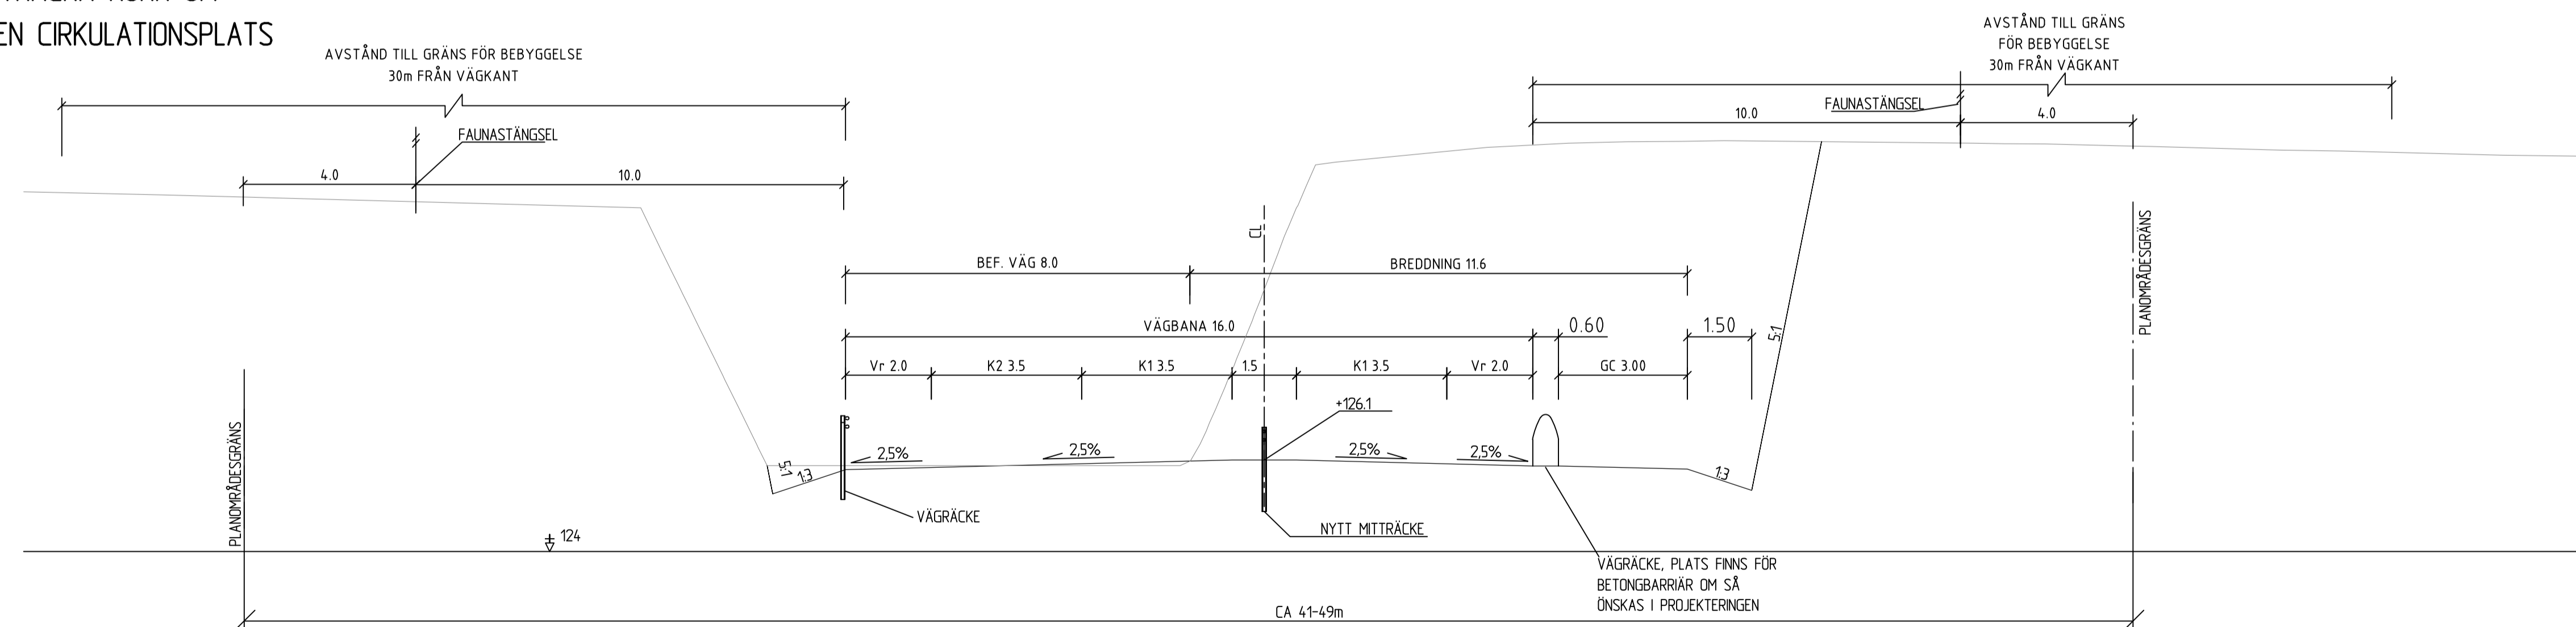 EN CIRKULATIONSPLATS
AVSTÅND TILL GRÄNS FÖR BEBYGGELSE
30m FRÅN VÄGKANT
AVSTÅND TILL GRÄNS
FÖR BEBYGGELSE
30m FRÅN VÄGKANT
FAUNASTÄNGSEL
FAUNASTÄNGSEL
10.0
4.0
4.0
10.0
CL
PLANOMRÅDESGRÄNS
BEF. VÄG 8.0
BREDDNING 11.6
VÄGBANA 16.0
0.60
1.50
5:1
Vr 2.0
K2 3.5
K1 3.5
1.5
K1 3.5
Vr 2.0
GC 3.00
+126.1
PLANOMRÅDESGRÄNS
5:1
1:3
2,5%
2,5%
2,5%
2,5%
1:3
VÄGRÄCKE
NYTT MITTRÄCKE
+ 124
VÄGRÄCKE, PLATS FINNS FÖR
BETONGBARRIÄR OM SÅ
ÖNSKAS I PROJEKTERINGEN
CA 41-49m